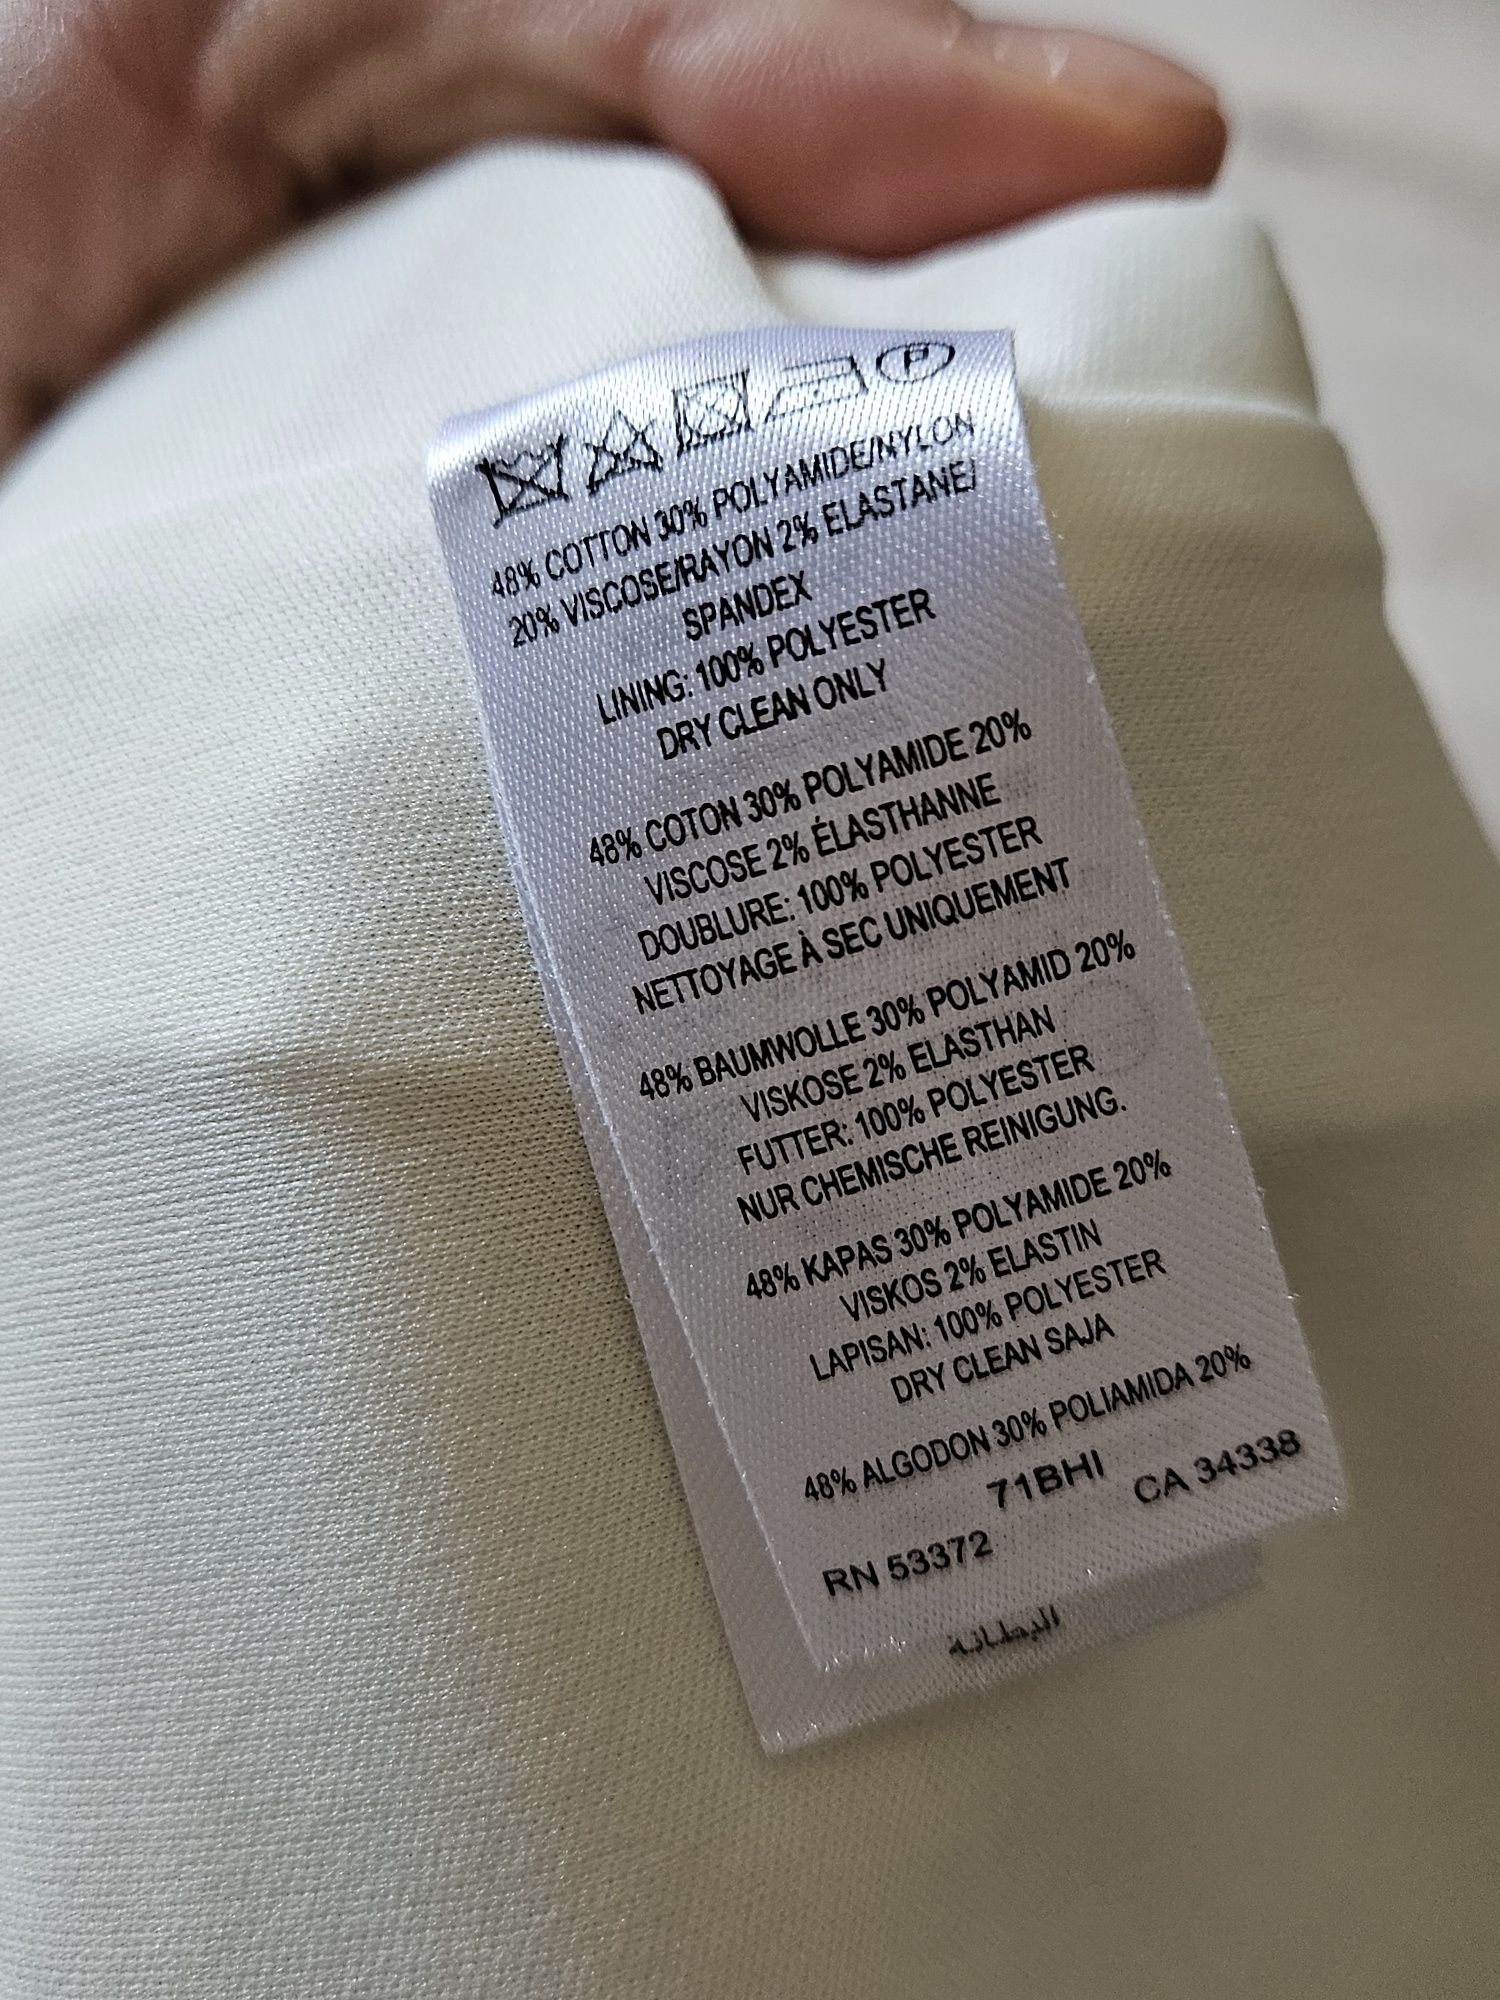 P
48% COTTON 30% POLYAMIDE/NYLON
20% VISCOSE/RAYON 2% ELASTANE/
SPANDEX
LINING: 100% POLYESTER
DRY CLEAN ONLY
48% COTON 30% POLYAMIDE 20%
VISCOSE 2% ÉLASTHANNE
DOUBLURE: 100% POLYESTER
NETTOYAGE À SEC UNIQUEMENT
48% BAUMWOLLE 30% POLYAMID 20%
VISKOSE 2% ELASTHAN
FUTTER: 100% POLYESTER
NUR CHEMISCHE REINIGUNG.
48% KAPAS 30% POLYAMIDE 20%
VISKOS 2% ELASTIN
LAPISAN: 100% POLYESTER
DRY CLEAN SAJA
48% ALGODON 30% POLIAMIDA 20%
71BHI
RN 53372 CA 34338
البطانة